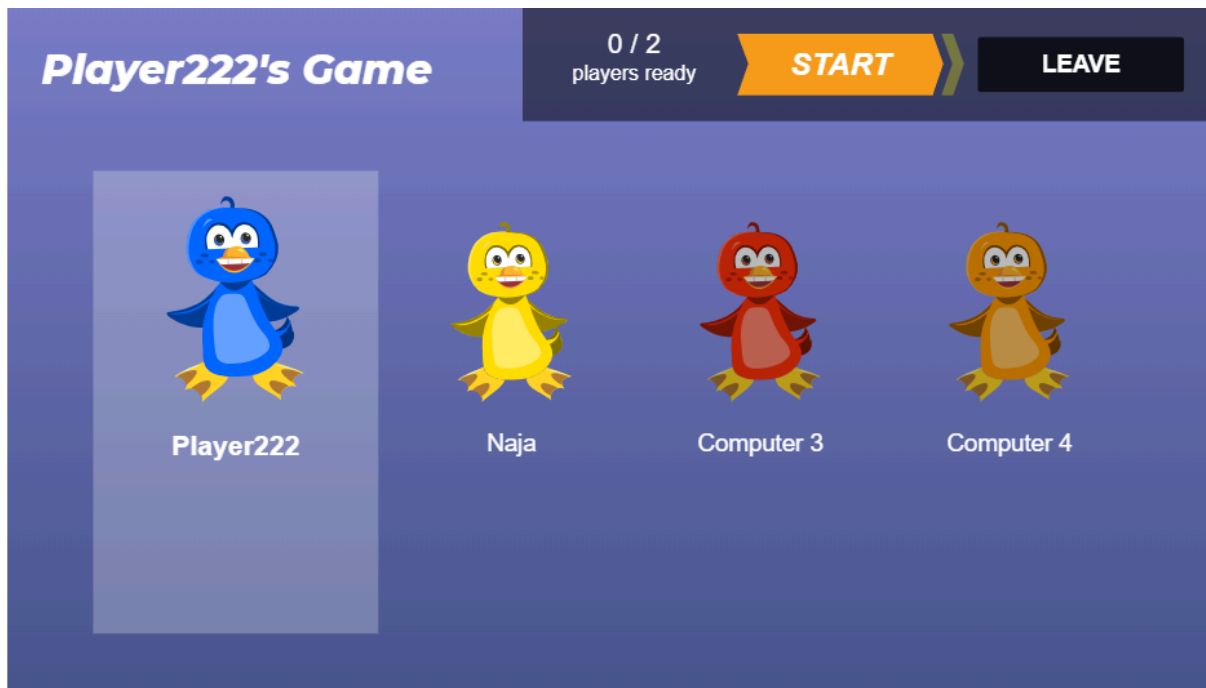 Player222's Game
0 / 2
players ready
START
LEAVE
Player222
Naja
Computer 3
Computer 4